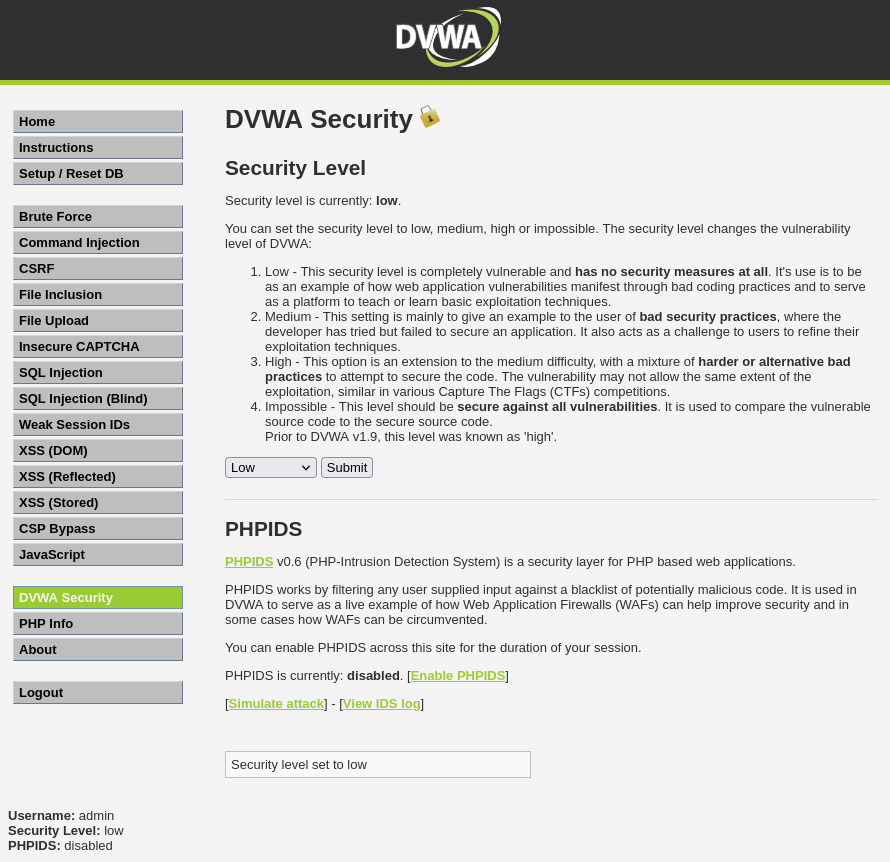 DVWA
Home
Instructions
Setup / Reset DB
Brute Force
Command Injection
CSRF
File Inclusion
File Upload
Insecure CAPTCHA
SQL Injection
SQL Injection (Blind)
Weak Session IDs
XSS (DOM)
XSS (Reflected)
XSS (Stored)
CSP Bypass
JavaScript
DVWA Security
PHP Info
About
Logout
DVWA Security
Security Level
Security level is currently: low.
You can set the security level to low, medium, high or impossible. The security level changes the vulnerability
level of DVWA:
1. Low - This security level is completely vulnerable and has no security measures at all. It's use is to be
as an example of how web application vulnerabilities manifest through bad coding practices and to serve
as a platform to teach or learn basic exploitation techniques.
2. Medium - This setting is mainly to give an example to the user of bad security practices, where the
developer has tried but failed to secure an application. It also acts as a challenge to users to refine their
exploitation techniques.
3. High - This option is an extension to the medium difficulty, with a mixture of harder or alternative bad
practices to attempt to secure the code. The vulnerability may not allow the same extent of the
exploitation, similar in various Capture The Flags (CTFs) competitions.
4. Impossible - This level should be secure against all vulnerabilities. It is used to compare the vulnerable
source code to the secure source code.
Prior to DVWA v1.9, this level was known as 'high'.
Low Submit
PHPIDS
PHPIDS v0.6 (PHP-Intrusion Detection System) is a security layer for PHP based web applications.
PHPIDS works by filtering any user supplied input against a blacklist of potentially malicious code. It is used in
DVWA to serve as a live example of how Web Application Firewalls (WAFs) can help improve security and in
some cases how WAFs can be circumvented.
You can enable PHPIDS across this site for the duration of your session.
PHPIDS is currently: disabled. [Enable PHPIDS]
[Simulate attack] - [View IDS log]
Security level set to low
Username: admin
Security Level: low
PHPIDS: disabled